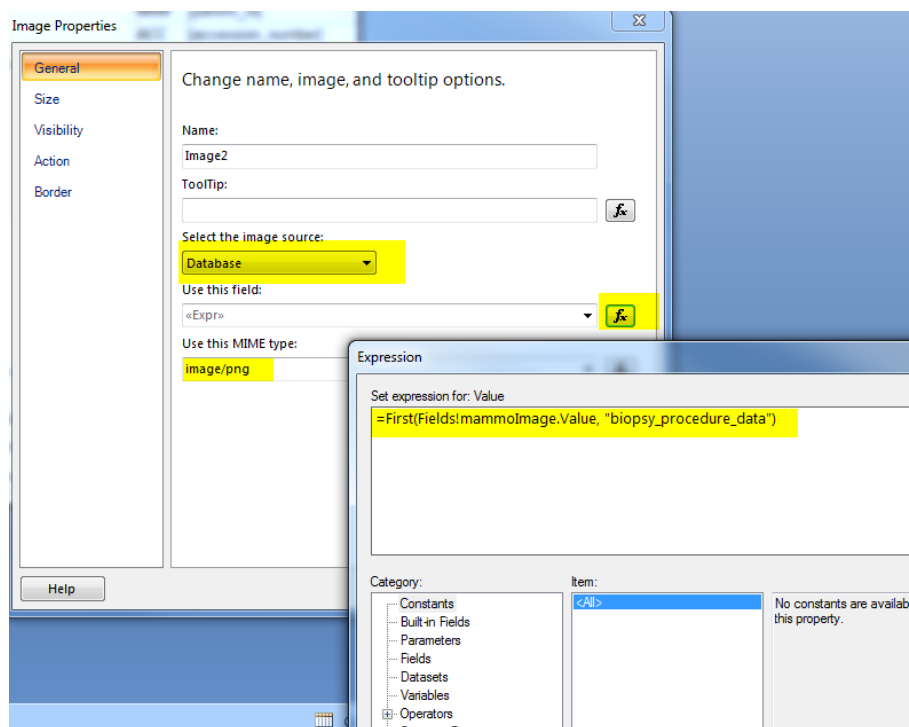 Image Properties
General
Size
Visibility
Action
Border
Change name, image, and tooltip options.
Name:
Image2
ToolTip:
fx
Select the image source:
Database
Use this field:
«Expr»
fx
Use this MIME type:
image/png
Help
Expression
Set expression for: Value
=First(Fields!mammoImage.Value, "biopsy_procedure_data")
Category:
Constants
Built-in Fields
Parameters
Fields
Datasets
Variables
Operators
Item:
<All>
No constants are availab
this property.